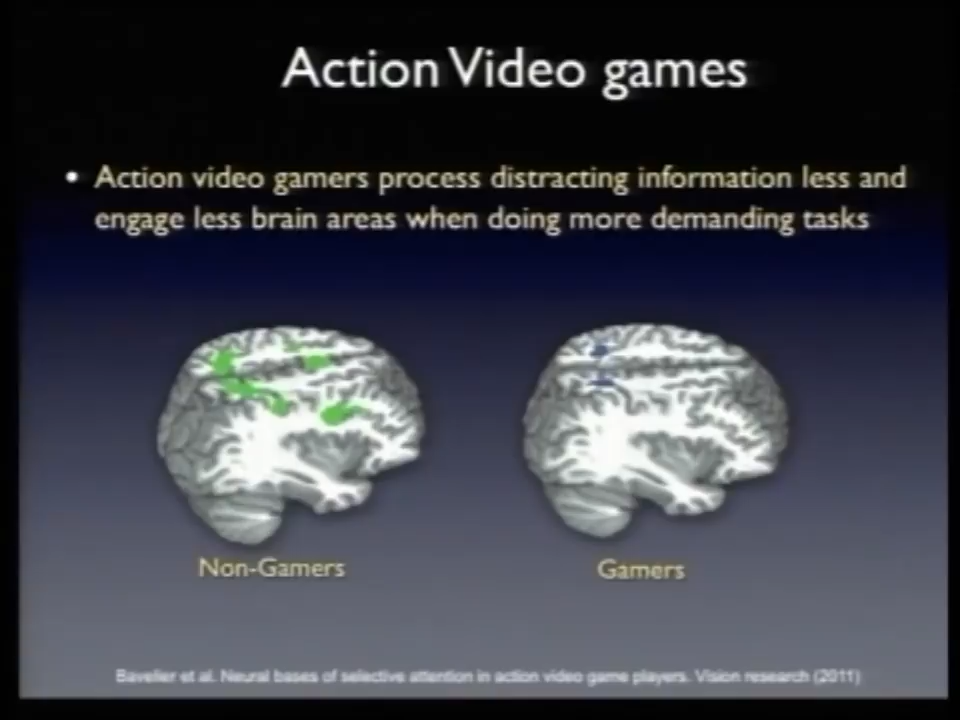 Action Video games
• Action video gamers process distracting information less and
engage less brain areas when doing more demanding tasks
Non-Gamers
Gamers
Bavelier et al. Neural bases of selective attention in action video game players. Vision research (2011)